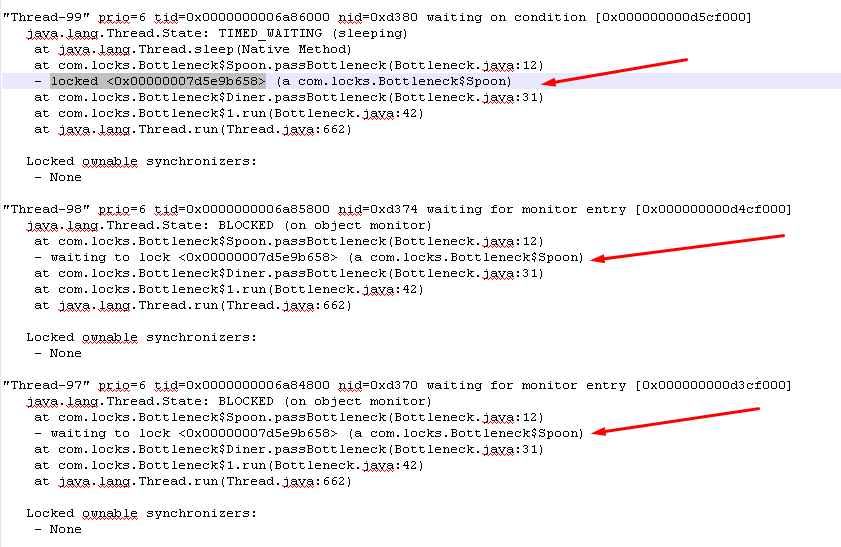 "Thread-99" prio=6 tid=0x0000000006a86000 nid=0xd380 waiting on condition [0x000000000d5cf000]
java.lang.Thread.State: TIMED_WAITING (sleeping)
at java.lang.Thread.sleep(Native Method)
at com.locks.Bottleneck$Spoon.passBottleneck(Bottleneck.java:12)
- locked <0x00000007d5e9b658> (a com.locks.Bottleneck$Spoon)
at com.locks.Bottleneck$Diner.passBottleneck(Bottleneck.java:31)
at com.locks.Bottleneck$1.run(Bottleneck.java:42)
at java.lang.Thread.run(Thread.java:662)
Locked ownable synchronizers:
- None
"Thread-98" prio=6 tid=0x0000000006a85800 nid=0xd374 waiting for monitor entry [0x000000000d4cf000]
java.lang.Thread.State: BLOCKED (on object monitor)
at com.locks.Bottleneck$Spoon.passBottleneck(Bottleneck.java:12)
- waiting to lock <0x00000007d5e9b658> (a com.locks.Bottleneck$Spoon)
at com.locks.Bottleneck$Diner.passBottleneck(Bottleneck.java:31)
at com.locks.Bottleneck$1.run(Bottleneck.java:42)
at java.lang.Thread.run(Thread.java:662)
Locked ownable synchronizers:
- None
"Thread-97" prio=6 tid=0x0000000006a84800 nid=0xd370 waiting for monitor entry [0x000000000d3cf000]
java.lang.Thread.State: BLOCKED (on object monitor)
at com.locks.Bottleneck$Spoon.passBottleneck(Bottleneck.java:12)
- waiting to lock <0x00000007d5e9b658> (a com.locks.Bottleneck$Spoon)
at com.locks.Bottleneck$Diner.passBottleneck(Bottleneck.java:31)
at com.locks.Bottleneck$1.run(Bottleneck.java:42)
at java.lang.Thread.run(Thread.java:662)
Locked ownable synchronizers:
- None